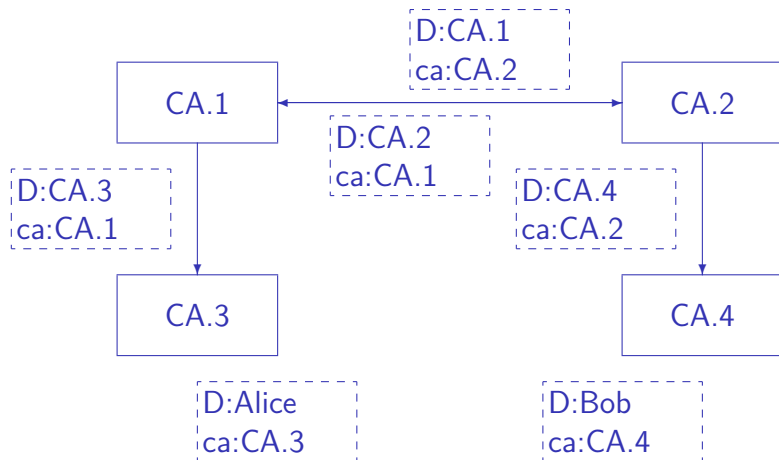 D:CA.1
ca:CA.2
CA.1
CA.2
D:CA.2
ca:CA.1
D:CA.3
ca:CA.1
D:CA.4
ca:CA.2
CA.3
CA.4
D:Alice
ca:CA.3
D:Bob
ca:CA.4